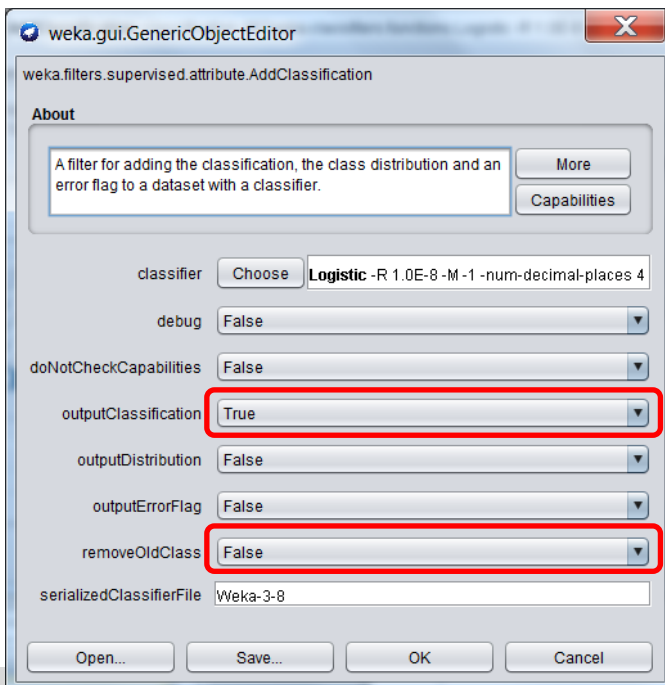 weka.gui.GenericObjectEditor
weka.filters.supervised.attribute.AddClassification
About
A filter for adding the classification, the class distribution and an
error flag to a dataset with a classifier.
More
Capabilities
classifier Choose Logistic -R 1.0E-8 -M -1 -num-decimal-places 4
debug False
doNotCheckCapabilities False
outputClassification True
outputDistribution False
outputErrorFlag False
removeOldClass False
serializedClassifierFile Weka-3-8
Open... Save... OK Cancel